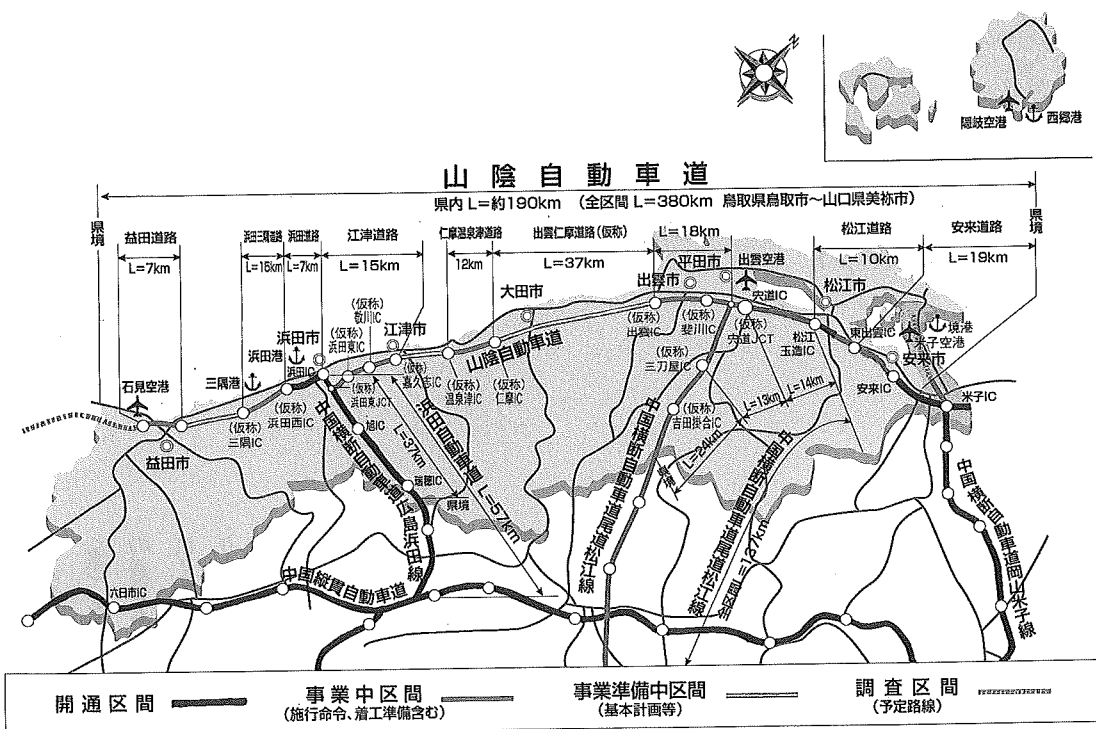 N
隠岐空港
西郷港
山陰自動車道
県内 L=約190km (全区間 L=380km 鳥取県鳥取市～山口県美祢市)
県境
益田道路
L=7km
浜田三隅道路
L=16km
浜田道路
L=7km
江津道路
L=15km
仁摩温泉津道路
12km
出雲仁摩道路(仮称)
L=37km
L=18km
松江道路
L=10km
安来道路
L=19km
県境
石見空港
益田市
三隅港
(仮称)
三隅IC
浜田港
浜田市
浜田IC
(仮称)
浜田西IC
(仮称)
浜田東IC
(仮称)
浜田東JCT
(仮称)
敬川IC
江津市
(仮称)
嘉久志IC
(仮称)
温泉津IC
(仮称)
仁摩IC
大田市
山陰自動車道
出雲市
(仮称)
出雲IC
平田市
(仮称)
斐川IC
出雲空港
宍道IC
(仮称)
宍道JCT
松江
玉造IC
松江市
東出雲IC
境港
米子空港
安来市
安来IC
米子IC
(仮称)
三刀屋IC
(仮称)
吉田掛合IC
L=14km
L=13km
L=24km
県境
中国横断自動車道広島浜田線
旭IC
瑞穂IC
L=37km
県境
浜田自動車道 L=57km
中国横断自動車道尾道松江線
中国横断自動車道尾道松江線
全区間 L=137km
中国横断自動車道岡山米子線
中国縦貫自動車道
六日市IC
開通区間
事業中区間
(施行命令、着工準備含む)
事業準備中区間
(基本計画等)
調査区間
(予定路線)